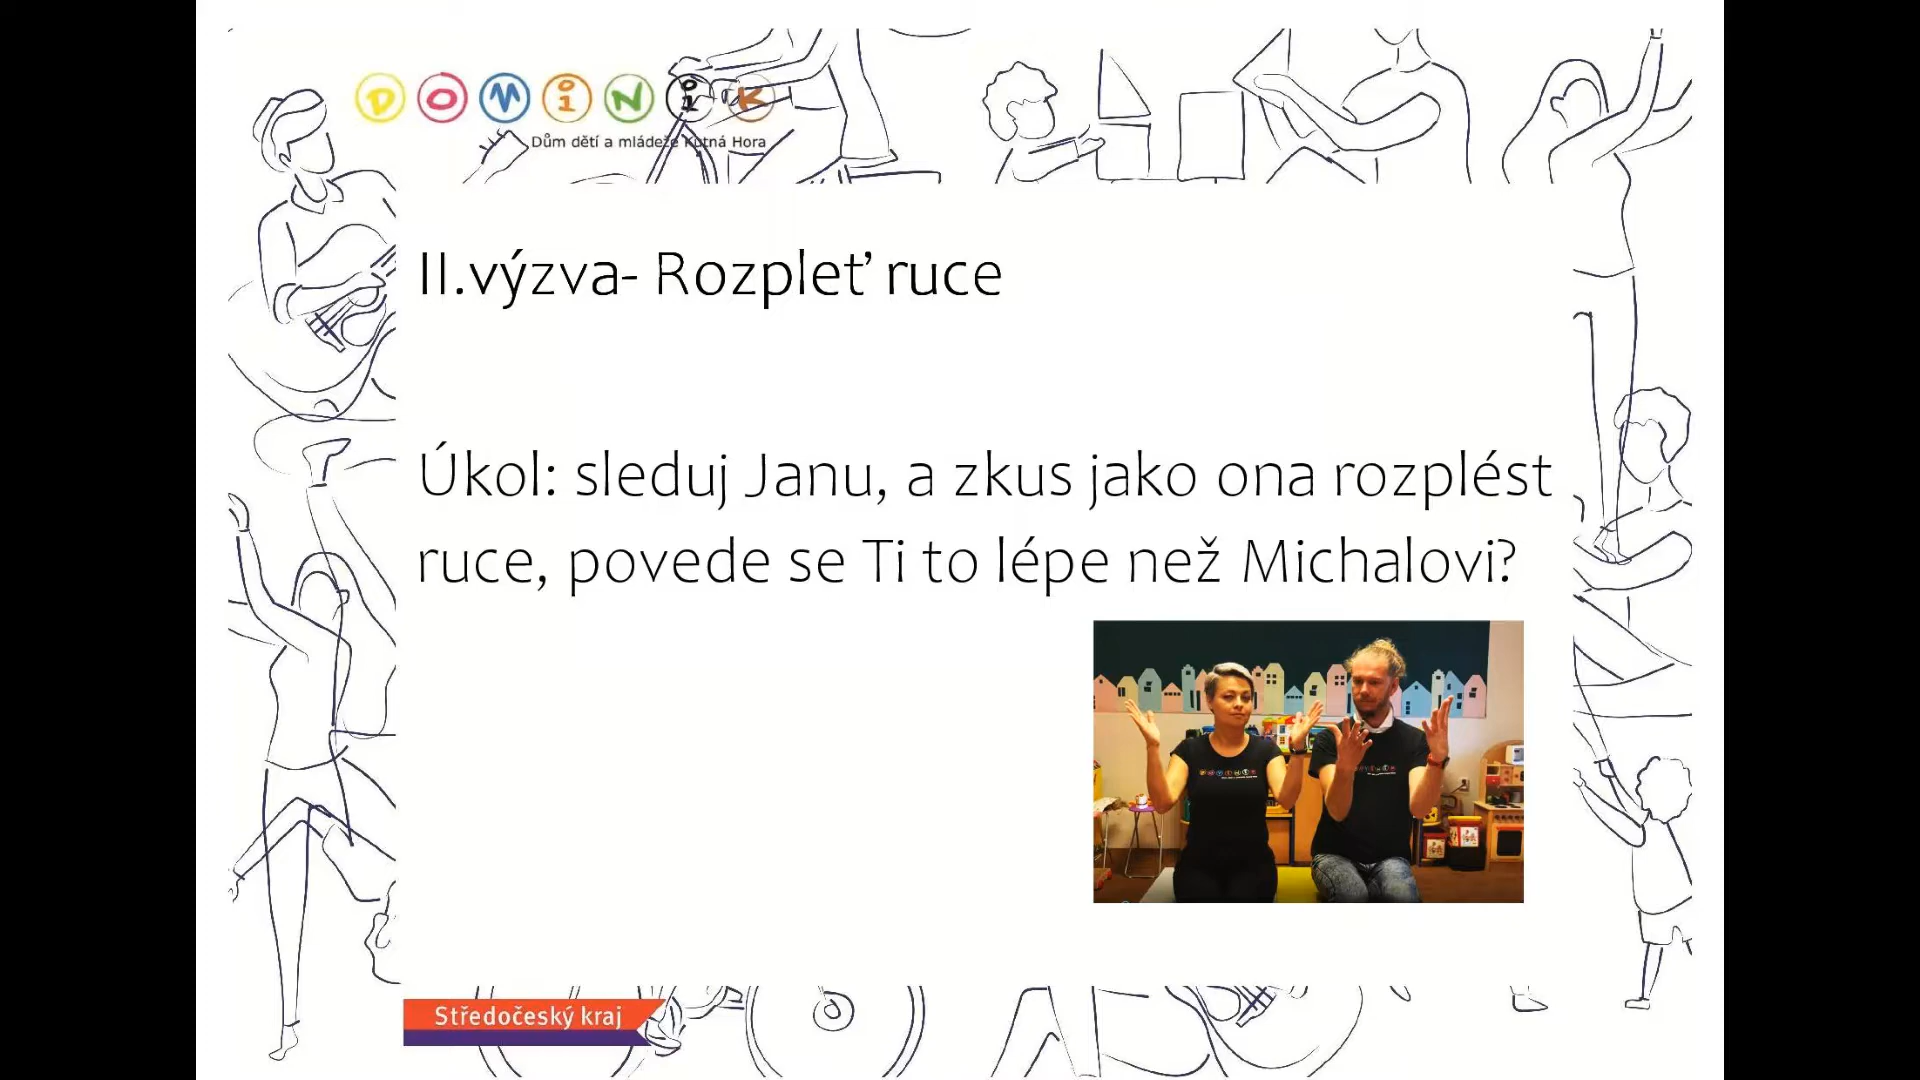 DOMiNiK
Dům dětí a mládeže Kutná Hora
II.výzva- Rozpleť ruce
Úkol: sleduj Janu, a zkus jako ona rozplést
ruce, povede se Ti to lépe než Michalovi?
Středočeský kraj